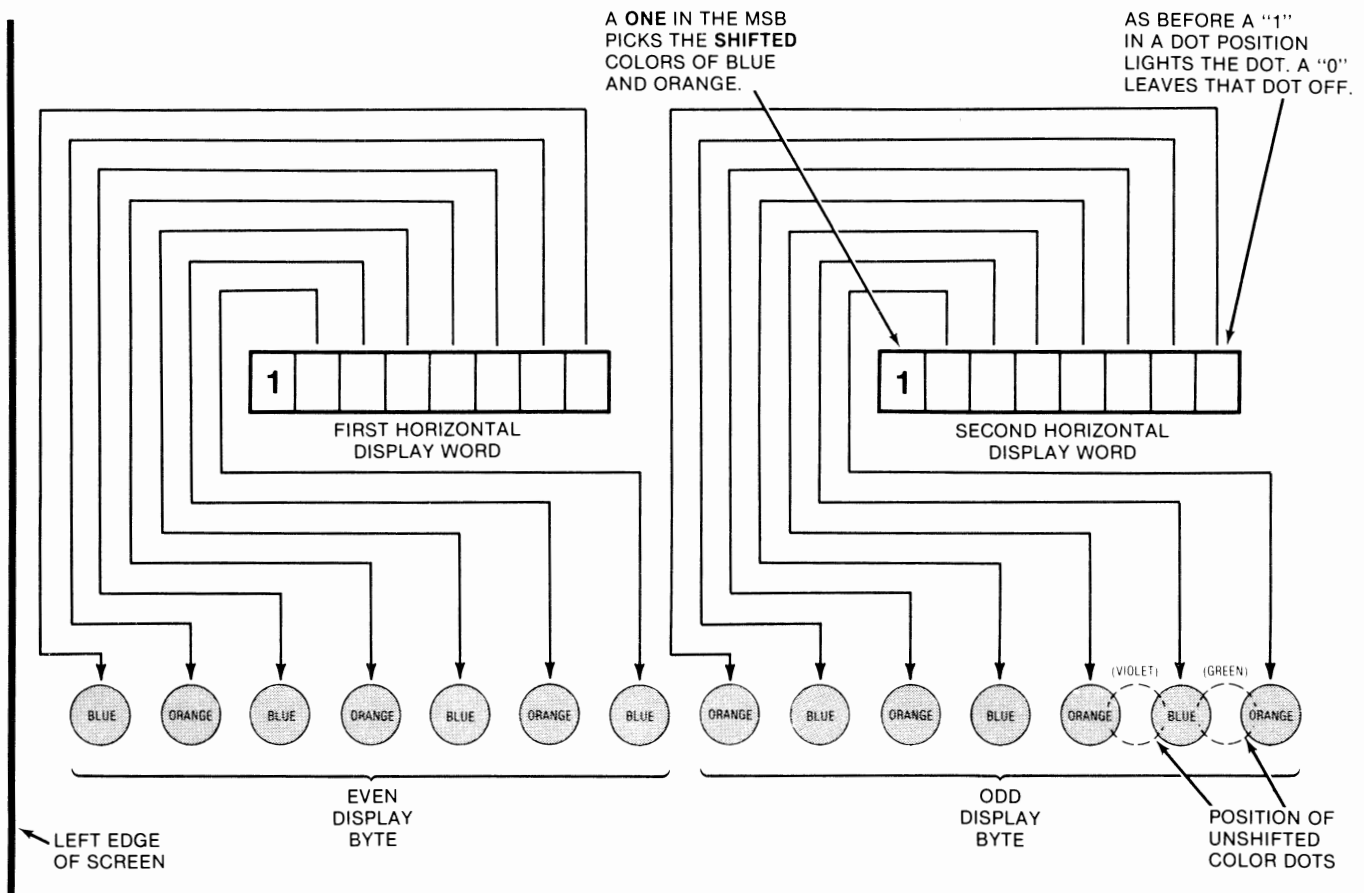 A ONE IN THE MSB
PICKS THE SHIFTED
COLORS OF BLUE
AND ORANGE.
AS BEFORE A “1”
IN A DOT POSITION
LIGHTS THE DOT. A “0”
LEAVES THAT DOT OFF.
1
FIRST HORIZONTAL
DISPLAY WORD
1
SECOND HORIZONTAL
DISPLAY WORD
(VIOLET) (GREEN)
BLUE ORANGE BLUE ORANGE BLUE ORANGE BLUE ORANGE BLUE ORANGE BLUE ORANGE BLUE ORANGE
EVEN
DISPLAY
BYTE
ODD
DISPLAY
BYTE
POSITION OF
UNSHIFTED
COLOR DOTS
LEFT EDGE
OF SCREEN